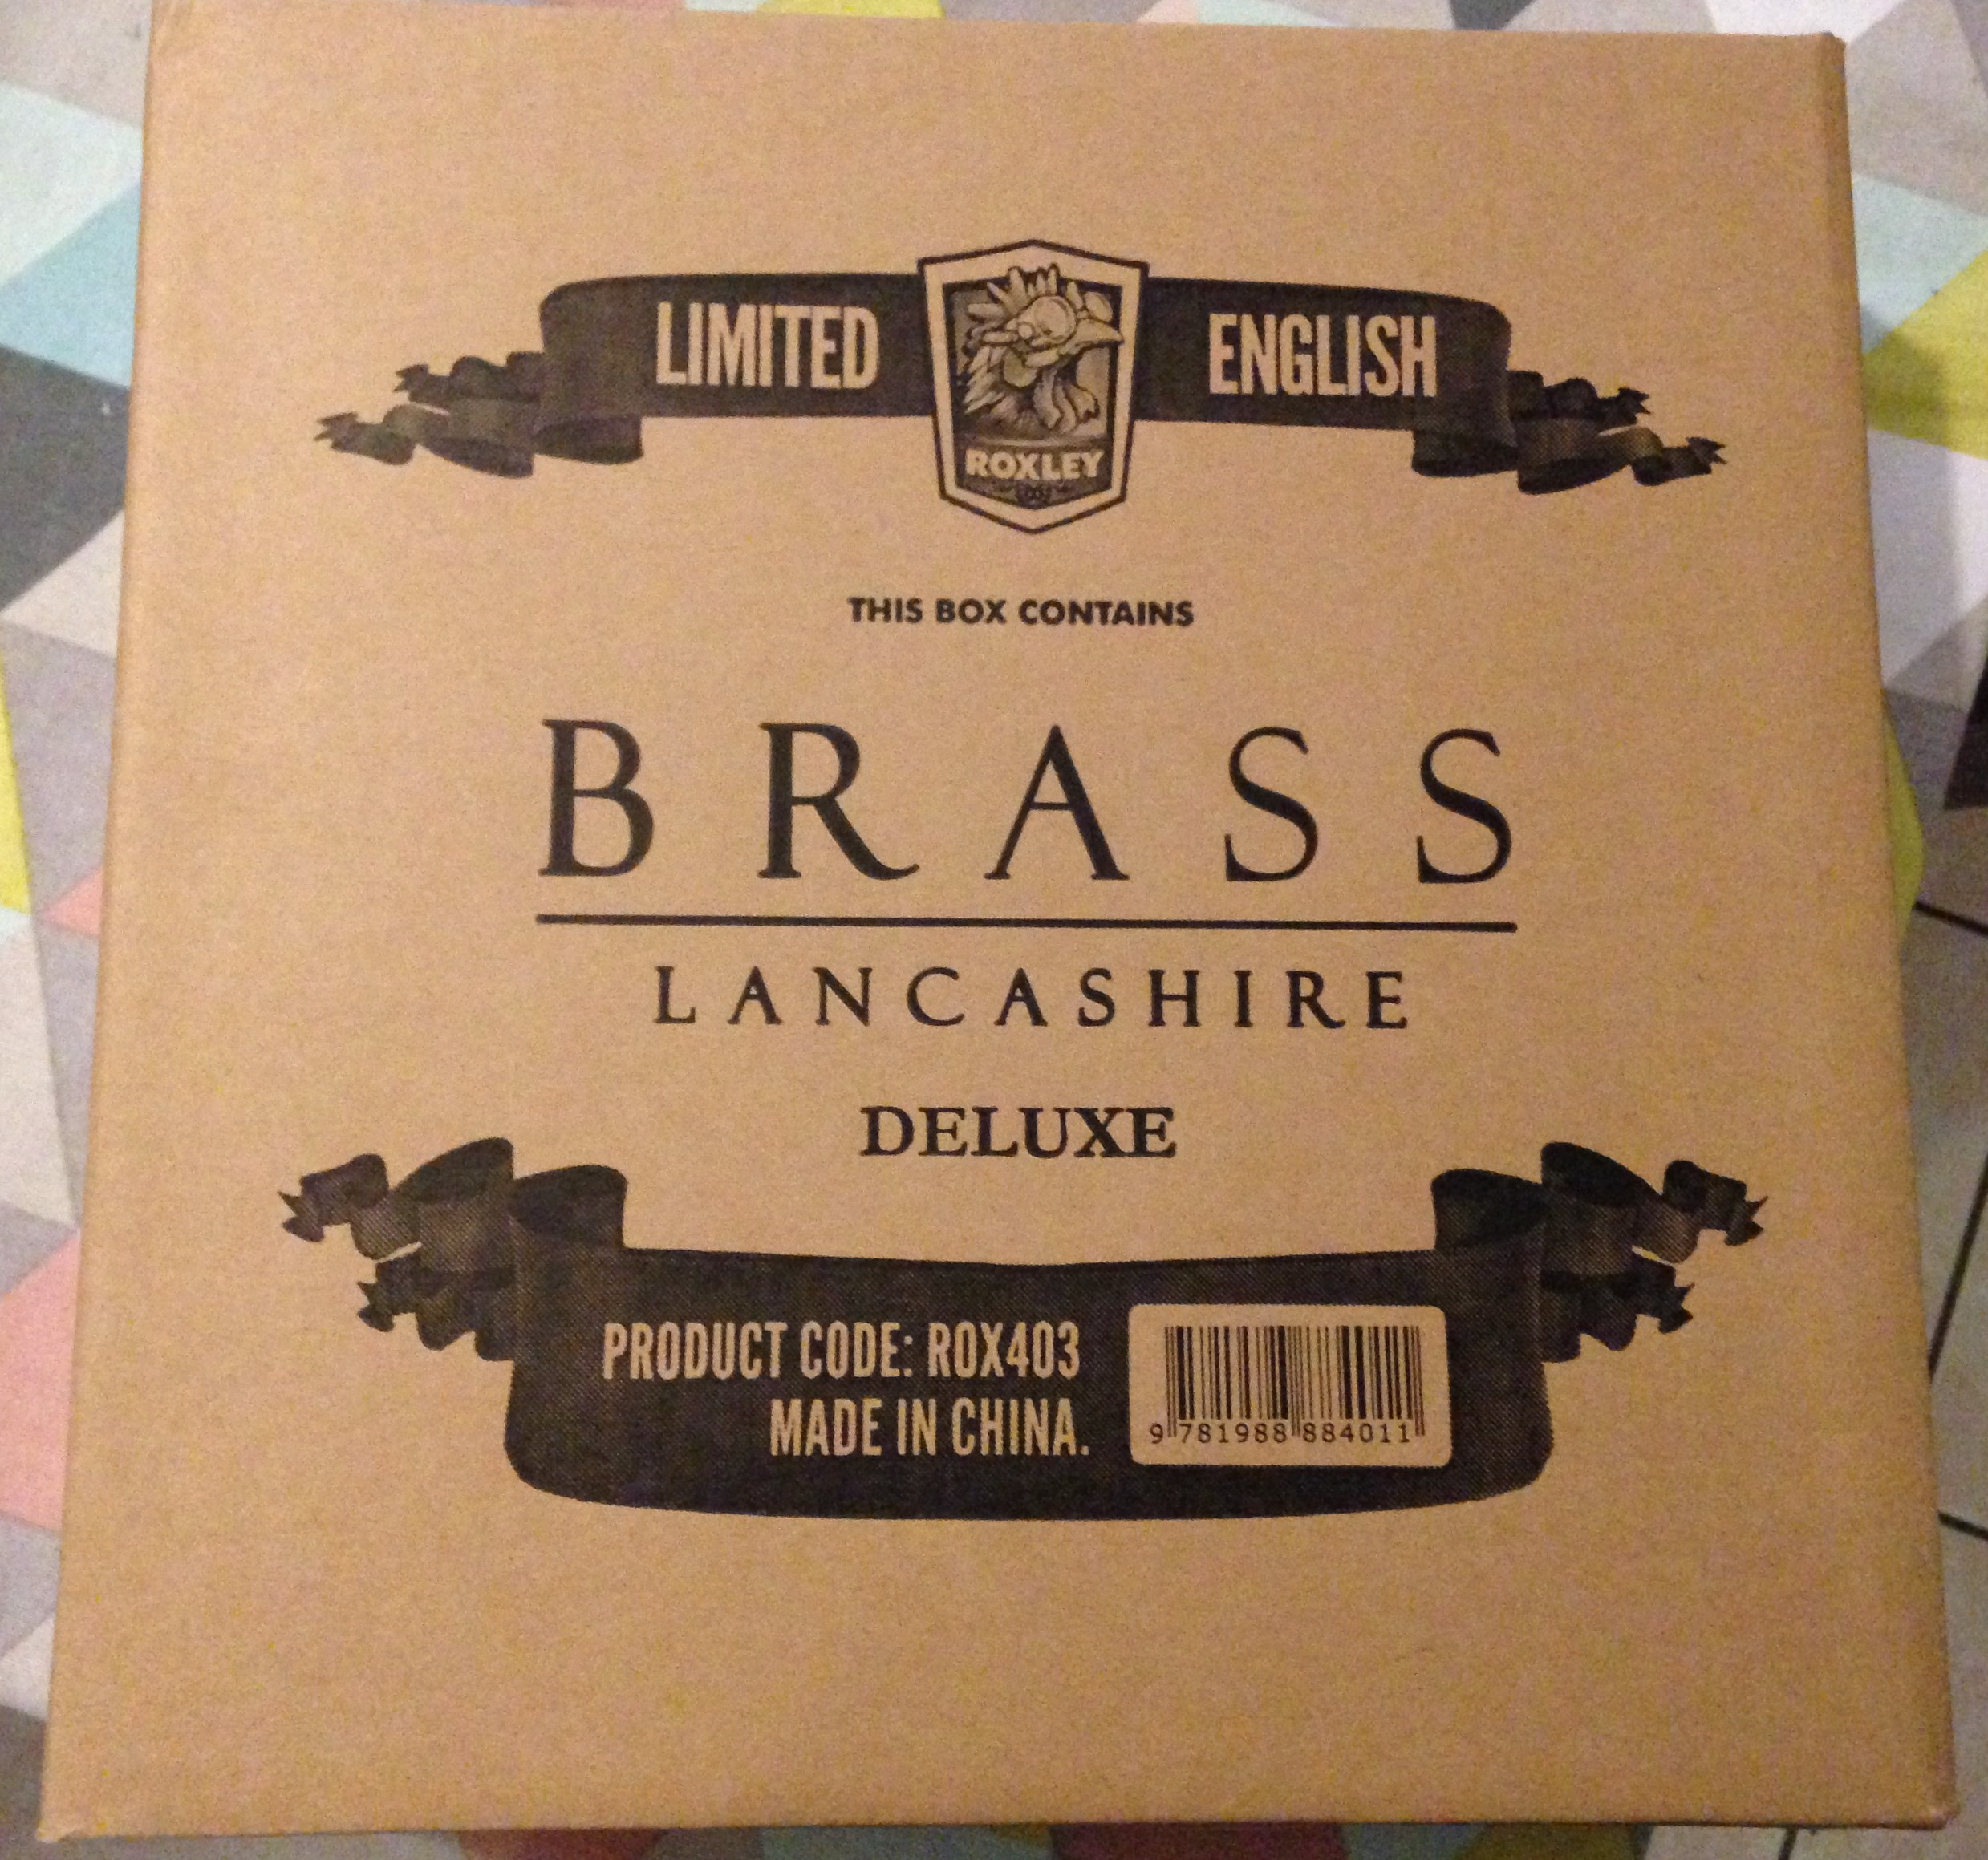 LIMITED ENGLISH
ROXLEY
THIS BOX CONTAINS
BRASS
LANCASHIRE
DELUXE
PRODUCT CODE: ROX403
MADE IN CHINA.
9 781988 884011